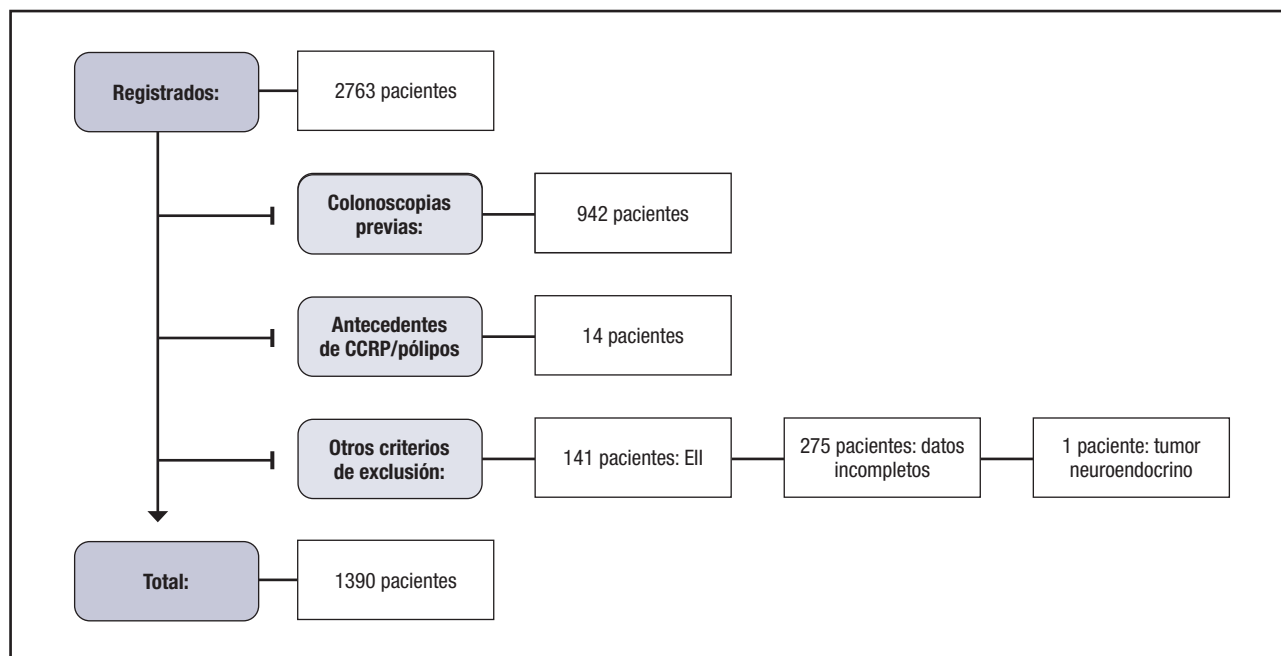 Registrados:
2763 pacientes
Colonoscopias
previas:
942 pacientes
Antecedentes
de CCRP/pólipos
14 pacientes
Otros criterios
de exclusión:
141 pacientes: EII
275 pacientes: datos
incompletos
1 paciente: tumor
neuroendocrino
Total:
1390 pacientes